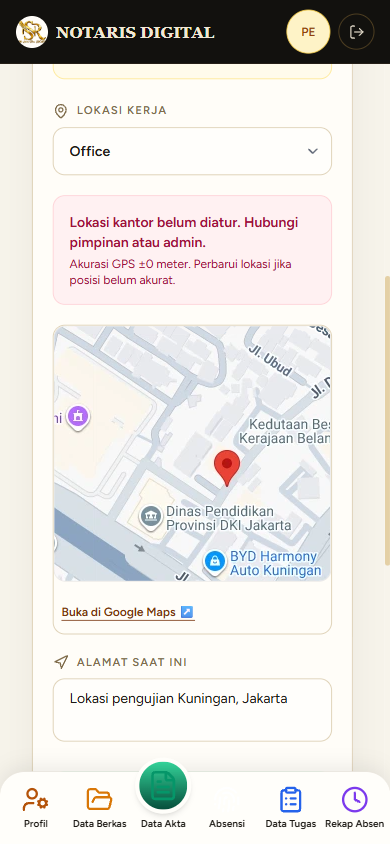 NOTARIS DIGITAL
PE
LOKASI KERJA
Office
Lokasi kantor belum diatur. Hubungi
pimpinan atau admin.
Akurasi GPS ±0 meter. Perbarui lokasi jika
posisi belum akurat.
Jl. Ubud
Kedutaan Bes
Kerajaan Belan
Dinas Pendidikan
Provinsi DKI Jakarta
BYD Harmony
Auto Kuningan
Buka di Google Maps
ALAMAT SAAT INI
Lokasi pengujian Kuningan, Jakarta
Profil
Data Berkas
Data Akta
Absensi
Data Tugas
Rekap Absen